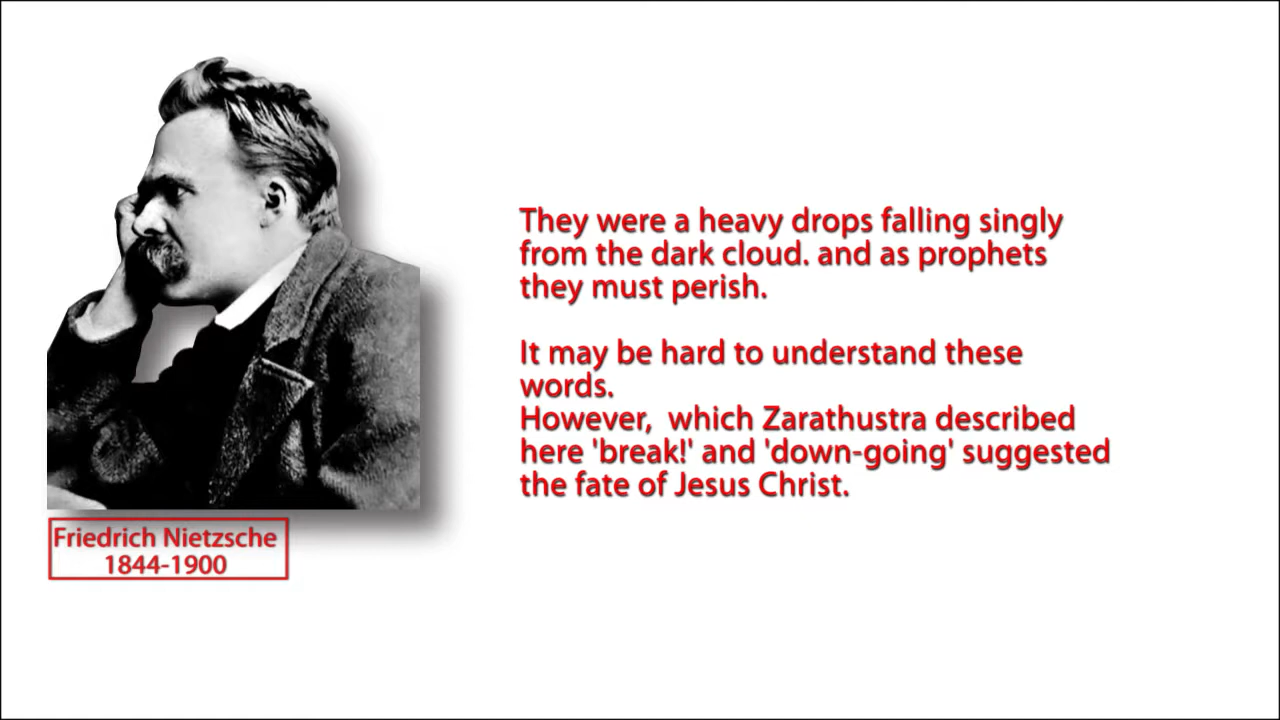 They were a heavy drops falling singly
from the dark cloud. and as prophets
they must perish.
It may be hard to understand these
words.
However,  which Zarathustra described
here 'break!' and 'down-going' suggested
the fate of Jesus Christ.
Friedrich Nietzsche
1844-1900